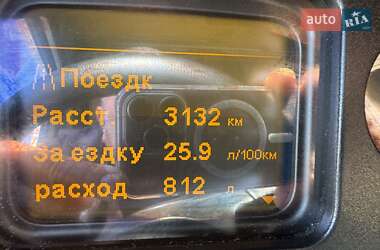 auto RIA
Поездк
Расст. 3132 км
За ездку 25.9 л/100км
расход 812 л